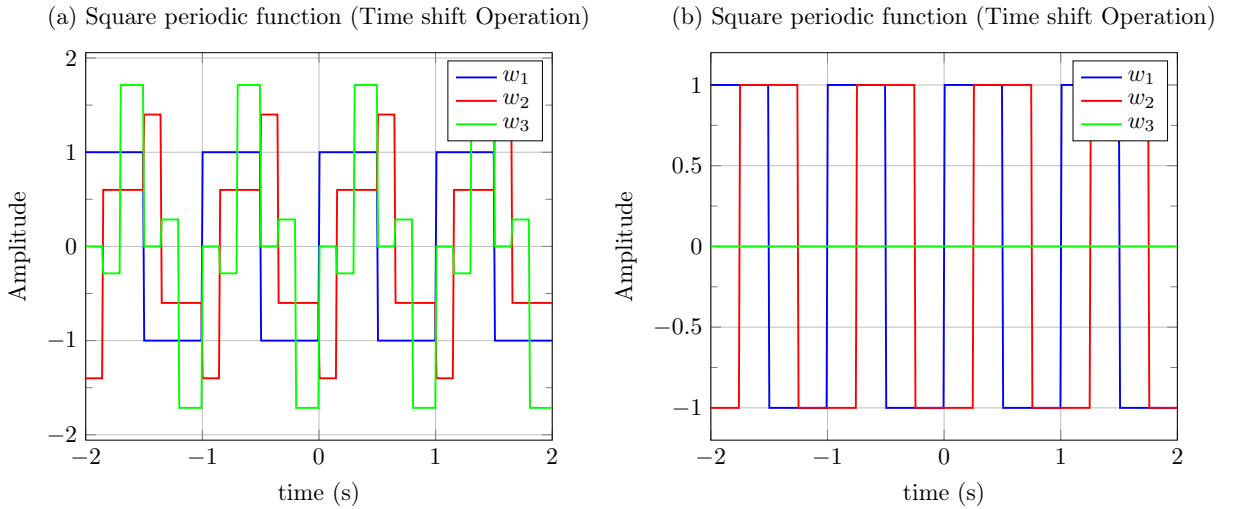 (a) Square periodic function (Time shift Operation)
2
1
0
−1
−2
−2
−1
0
1
2
Amplitude
time (s)
w1
w2
w3
(b) Square periodic function (Time shift Operation)
1
0.5
0
−0.5
−1
−2
−1
0
1
2
Amplitude
time (s)
w1
w2
w3